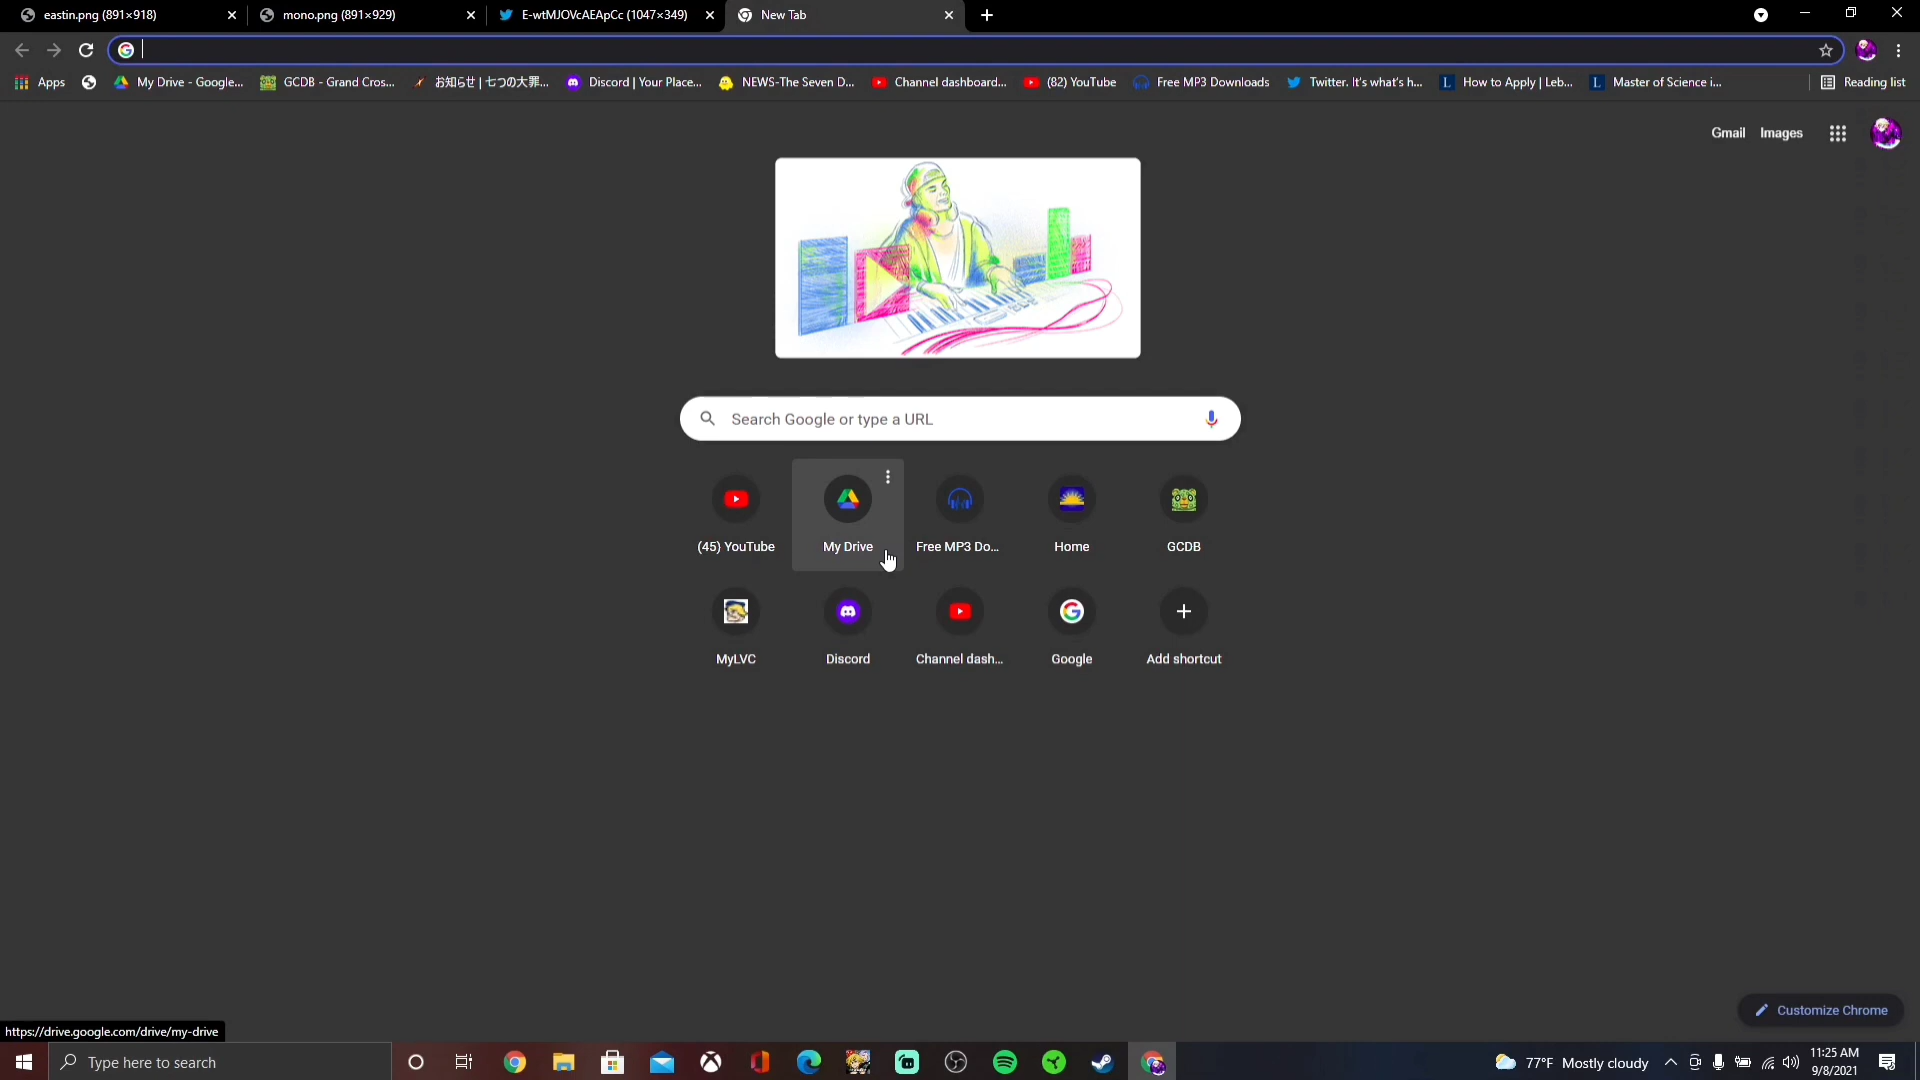 eastin.png (891×918)
mono.png (891×929)
E-wtMJOVcAEApCc (1047×349)
New Tab
Apps
My Drive - Google...
GCDB - Grand Cros...
お知らせ | 七つの大罪...
Discord | Your Place...
NEWS-The Seven D...
Channel dashboard...
(82) YouTube
Free MP3 Downloads
Twitter. It's what's h...
How to Apply | Leb...
Master of Science i...
Reading list
Gmail
Images
Search Google or type a URL
(45) YouTube
My Drive
Free MP3 Do...
Home
GCDB
MyLVC
Discord
Channel dash...
Google
Add shortcut
Customize Chrome
https://drive.google.com/drive/my-drive
Type here to search
77°F Mostly cloudy
11:25 AM
9/8/2021